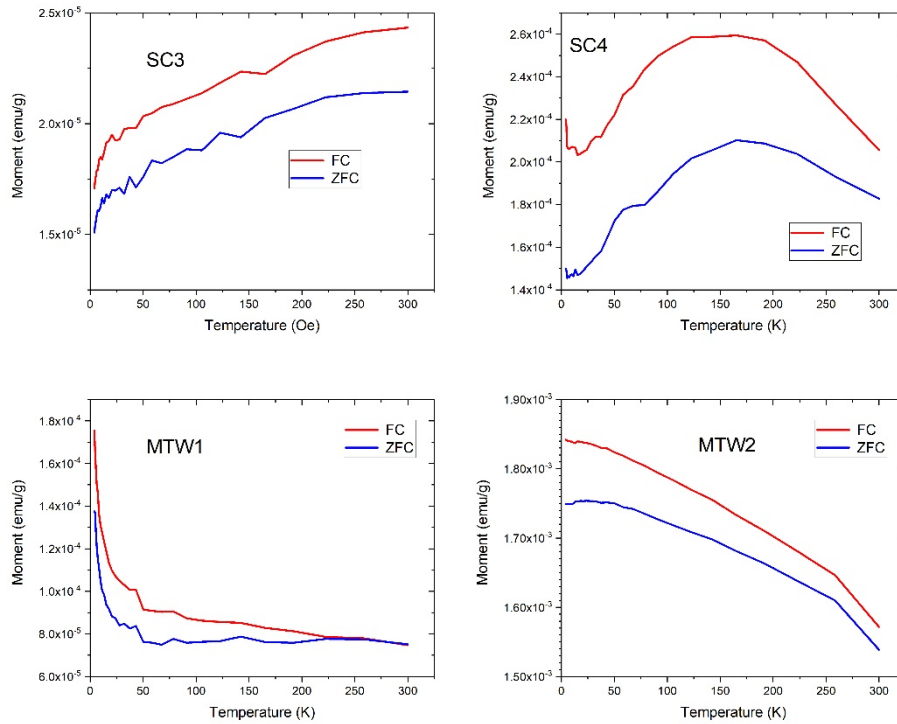 SC3
Moment (emu/g)
2.5x10⁻⁵
2.0x10⁻⁵
1.5x10⁻⁵
FC
ZFC
0 50 100 150 200 250 300
Temperature (Oe)
SC4
Moment (emu/g)
2.6x10⁻⁴
2.4x10⁻⁴
2.2x10⁻⁴
2.0x10⁻⁴
1.8x10⁻⁴
1.6x10⁻⁴
1.4x10⁻⁴
FC
ZFC
0 50 100 150 200 250 300
Temperature (K)
MTW1
Moment (emu/g)
1.8x10⁻⁴
1.6x10⁻⁴
1.4x10⁻⁴
1.2x10⁻⁴
1.0x10⁻⁴
8.0x10⁻⁵
6.0x10⁻⁵
FC
ZFC
0 50 100 150 200 250 300
Temperature (K)
MTW2
Moment (emu/g)
1.90x10⁻³
1.80x10⁻³
1.70x10⁻³
1.60x10⁻³
1.50x10⁻³
FC
ZFC
0 50 100 150 200 250 300
Temperature (K)